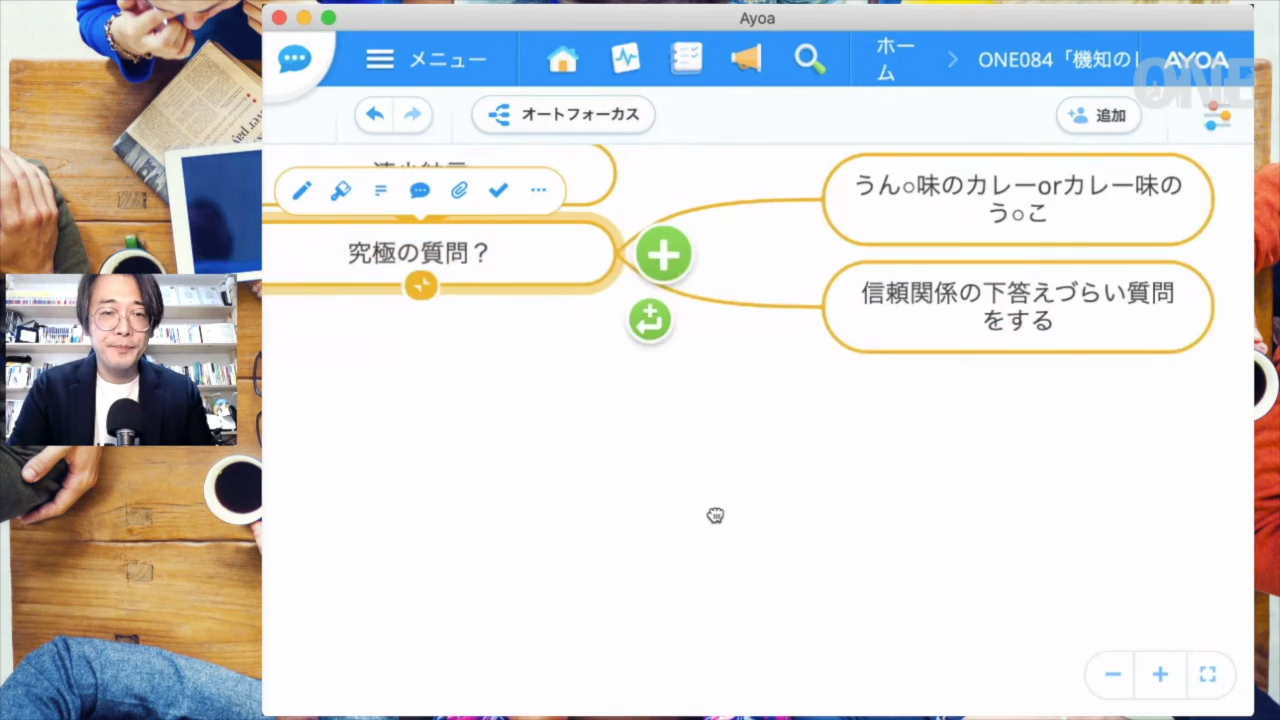 Ayoa
メニュー
ホー
ム
ONE084「機知の
AYOA
ONE
オートフォーカス
追加
究極の質問？
うん○味のカレーorカレー味の
う○こ
信頼関係の下答えづらい質問
をする